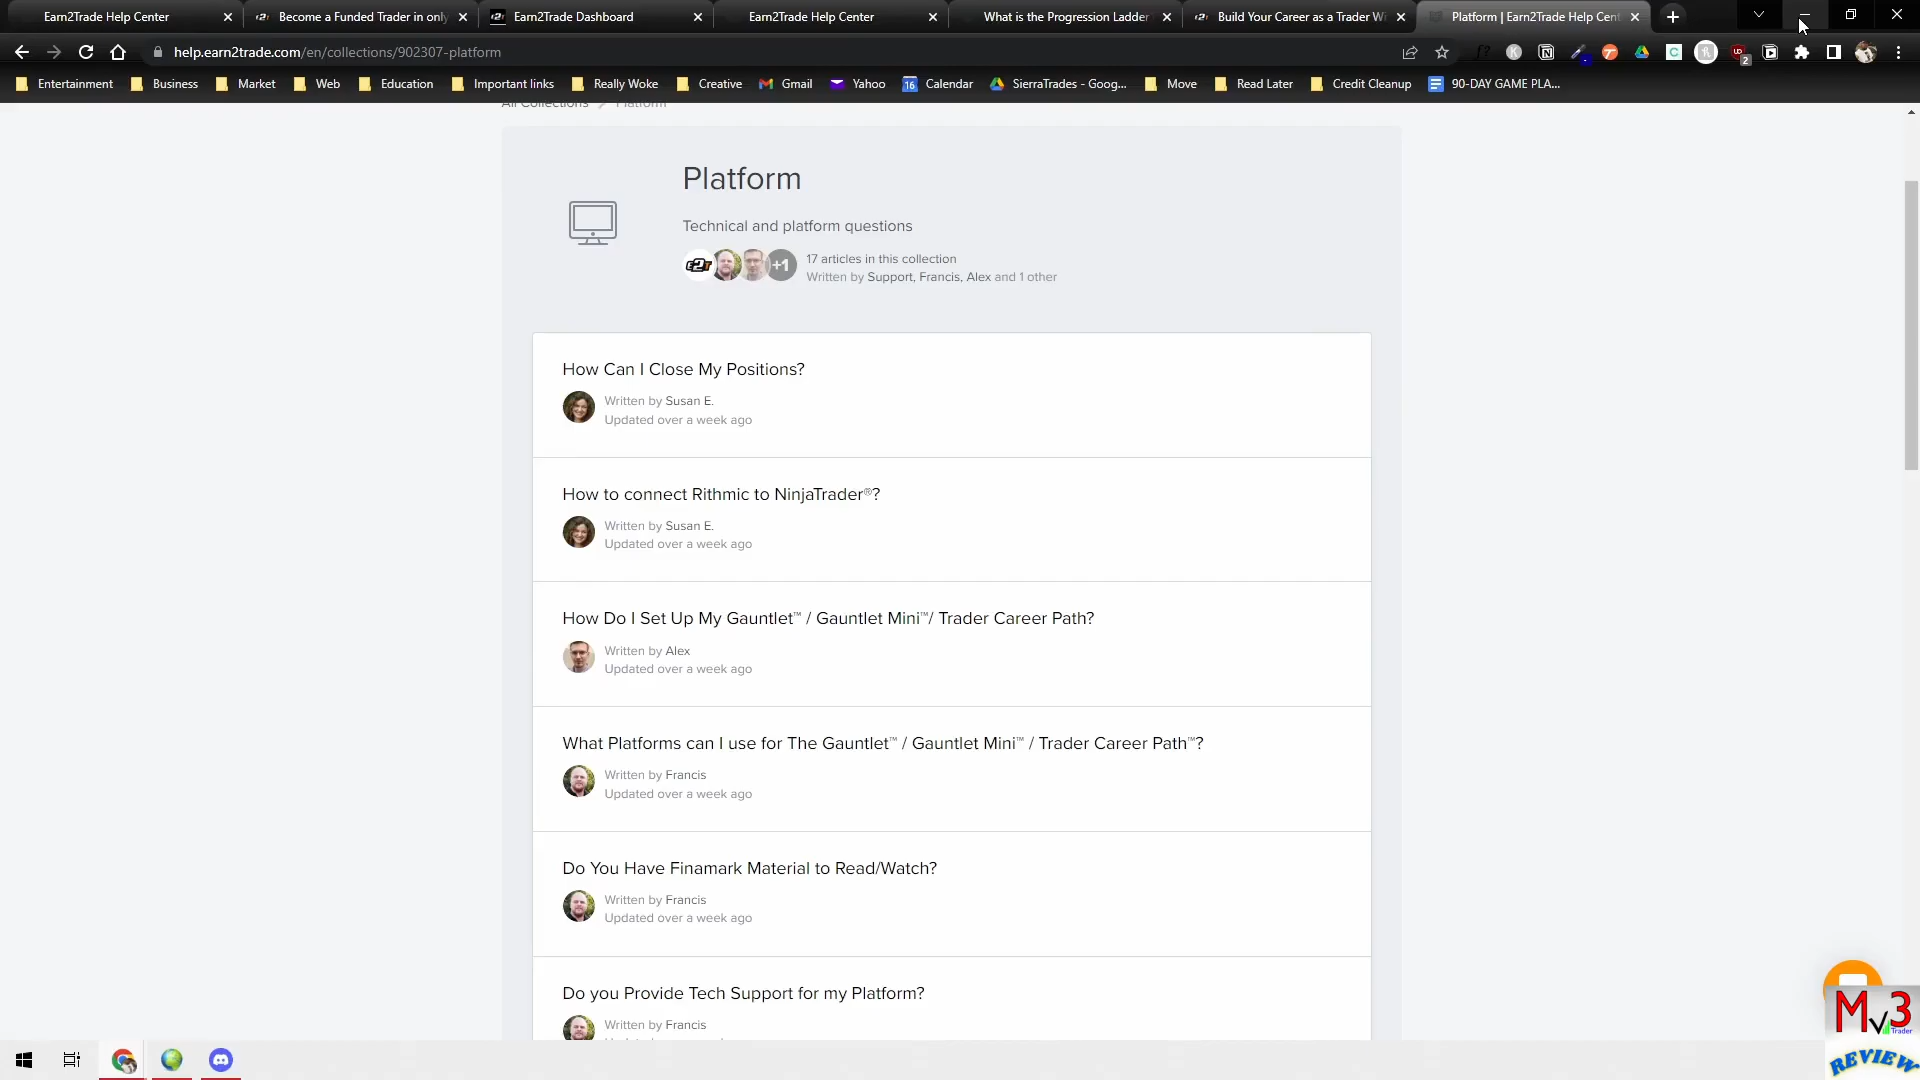 Earn2Trade Help Center
Become a Funded Trader in only
Earn2Trade Dashboard
Earn2Trade Help Center
What is the Progression Ladder
Build Your Career as a Trader W
Platform | Earn2Trade Help Cent
help.earn2trade.com/en/collections/902307-platform
Entertainment
Business
Market
Web
Education
Important links
Really Woke
Creative
Gmail
Yahoo
16
Calendar
SierraTrades - Goog...
Move
Read Later
Credit Cleanup
90-DAY GAME PLA...
All Collections
Platform
Platform
Technical and platform questions
E2T
+1
17 articles in this collection
Written by Support, Francis, Alex and 1 other
How Can I Close My Positions?
Written by Susan E.
Updated over a week ago
How to connect Rithmic to NinjaTrader®?
Written by Susan E.
Updated over a week ago
How Do I Set Up My Gauntlet™ / Gauntlet Mini™/ Trader Career Path?
Written by Alex
Updated over a week ago
What Platforms can I use for The Gauntlet™ / Gauntlet Mini™ / Trader Career Path™?
Written by Francis
Updated over a week ago
Do You Have Finamark Material to Read/Watch?
Written by Francis
Updated over a week ago
Do you Provide Tech Support for my Platform?
Written by Francis
Mv3
Trader
REVIEW